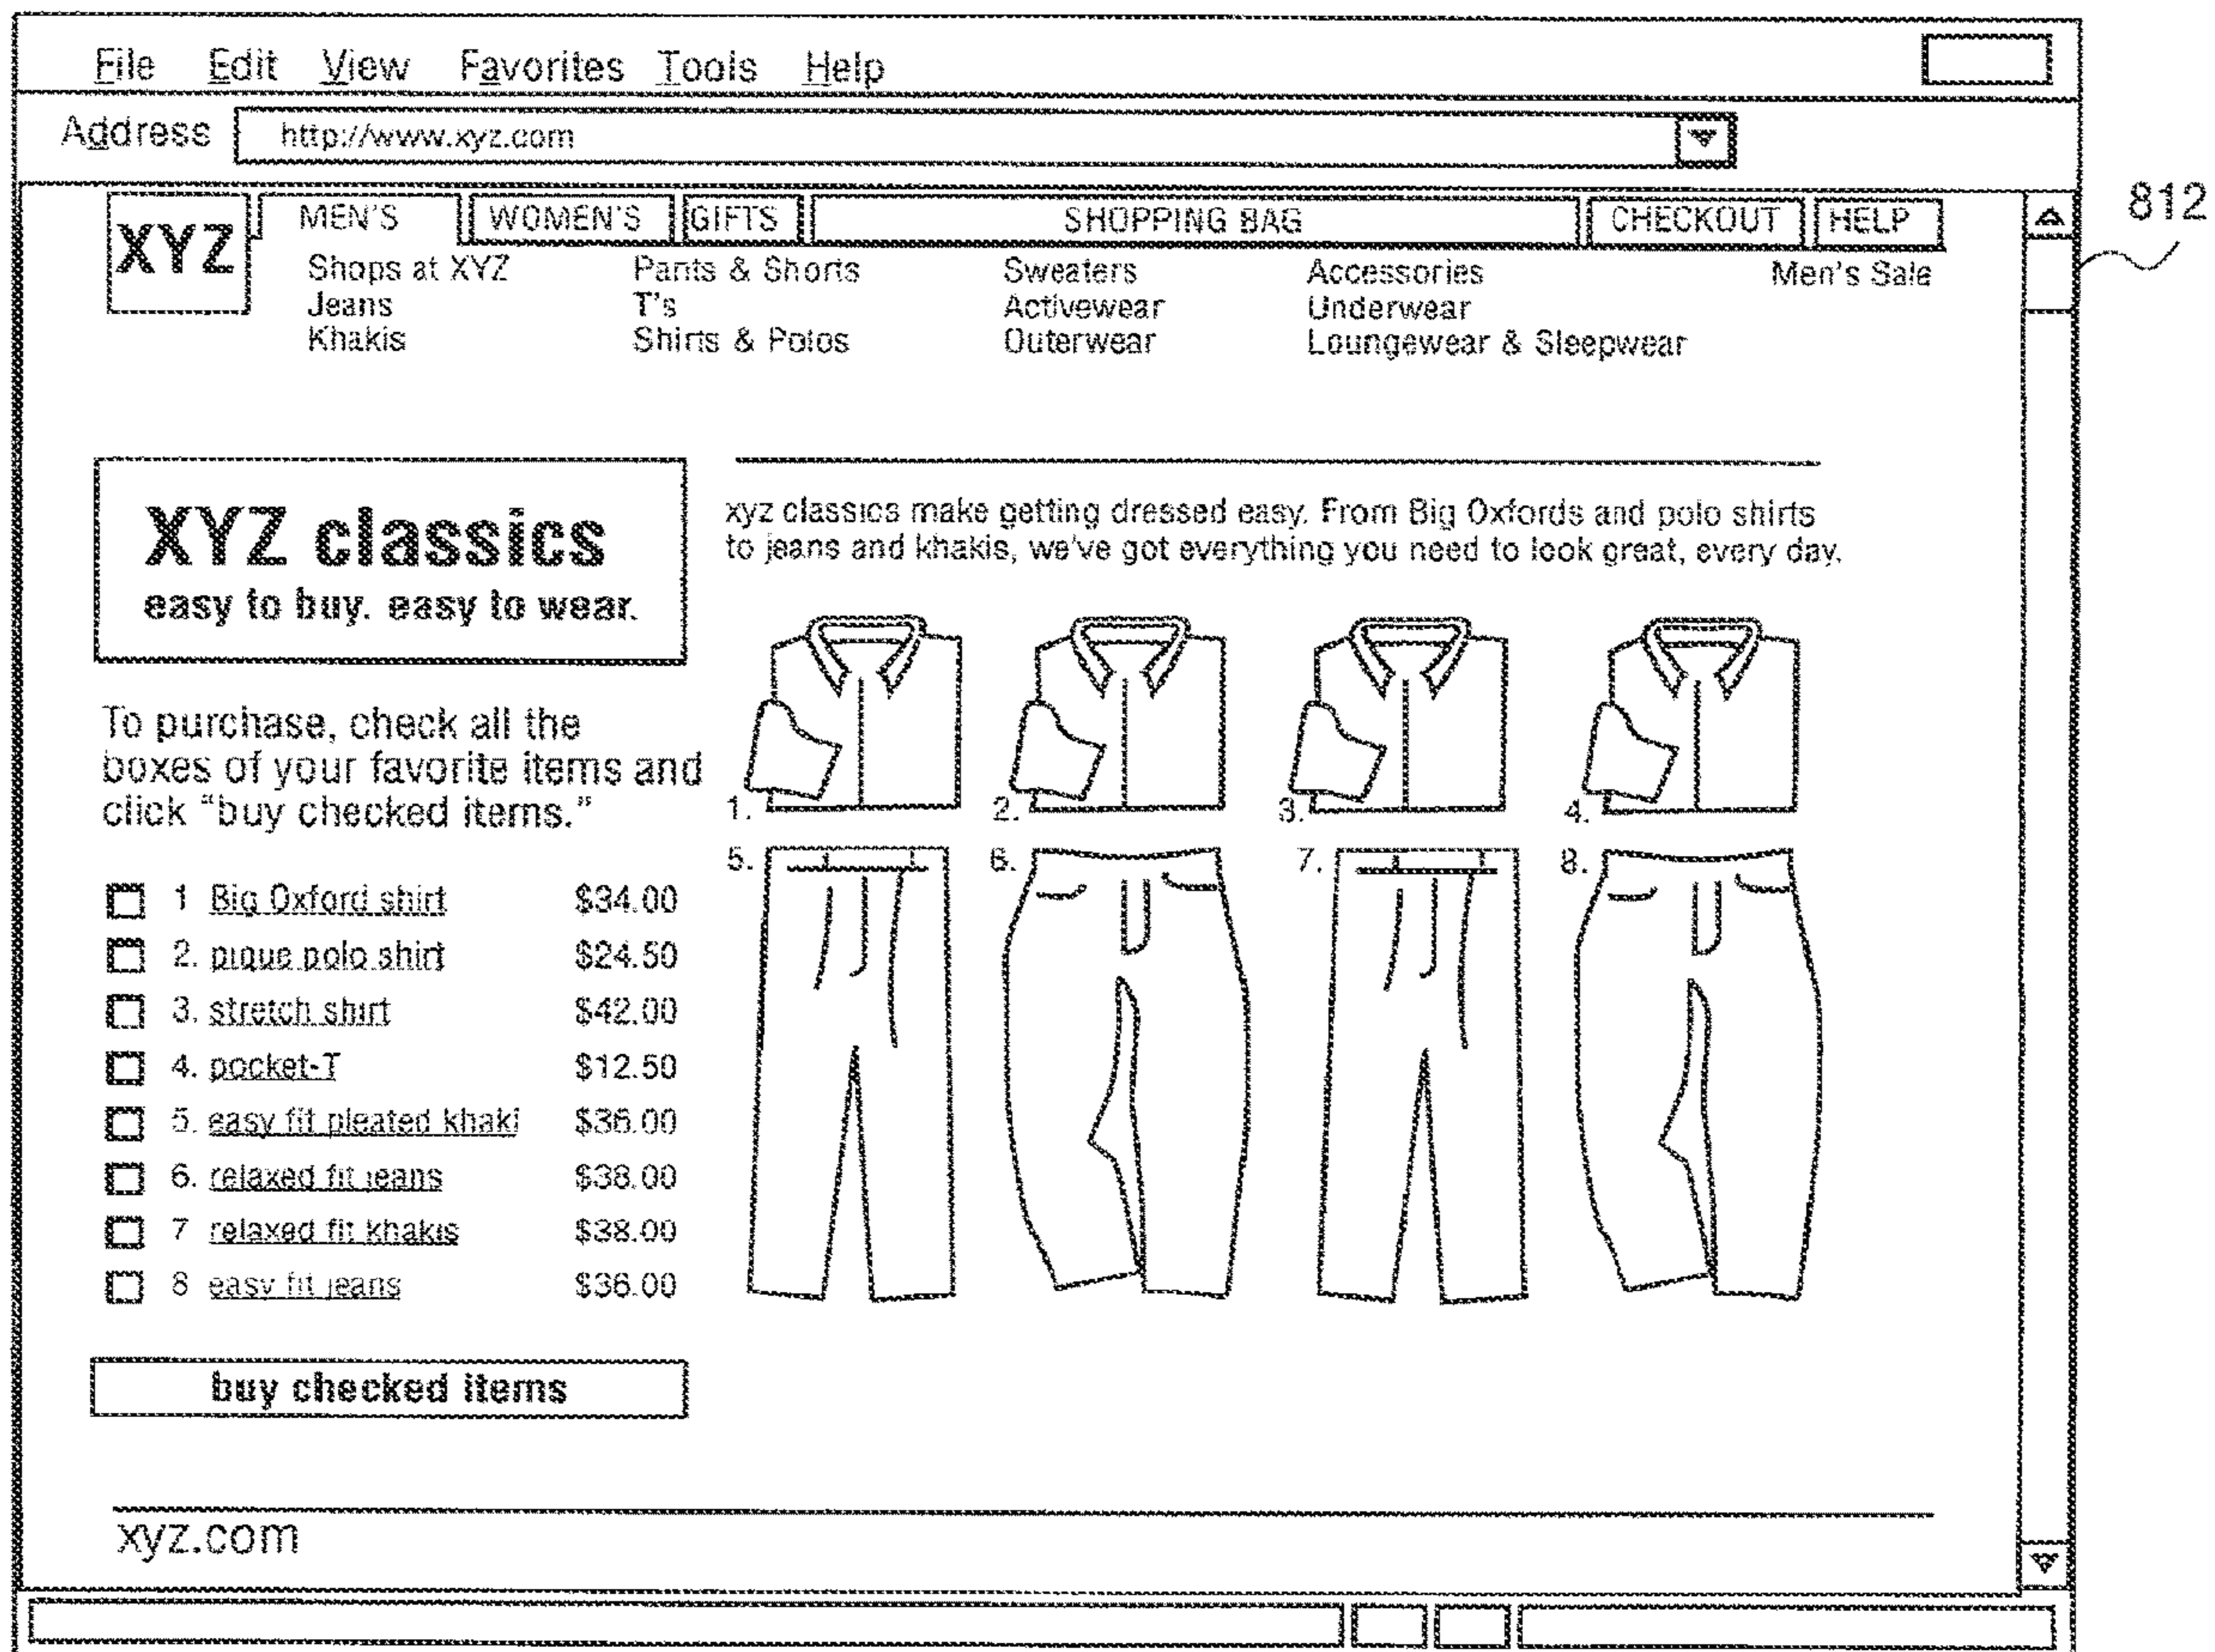 File Edit View Favorites Tools Help
Address http://www.xyz.com
812
XYZ MEN'S WOMEN'S GIFTS SHOPPING BAG CHECKOUT HELP
Shops at XYZ Pants & Shorts Sweaters Accessories Men's Sale
Jeans T's Activewear Underwear
Khakis Shirts & Polos Outerwear Loungewear & Sleepwear
XYZ classics
easy to buy. easy to wear.
xyz classics make getting dressed easy. From Big Oxfords and polo shirts
to jeans and khakis, we've got everything you need to look great, every day.
To purchase, check all the
boxes of your favorite items and
click "buy checked items."
1. 2. 3. 4.
5. 6. 7. 8.
1 Big Oxford shirt $34.00
2. pique polo shirt $24.50
3. stretch shirt $42.00
4. pocket-T $12.50
5. easy fit pleated khaki $36.00
6. relaxed fit jeans $38.00
7 relaxed fit khakis $38.00
8 easy fit jeans $36.00
buy checked items
xyz.com